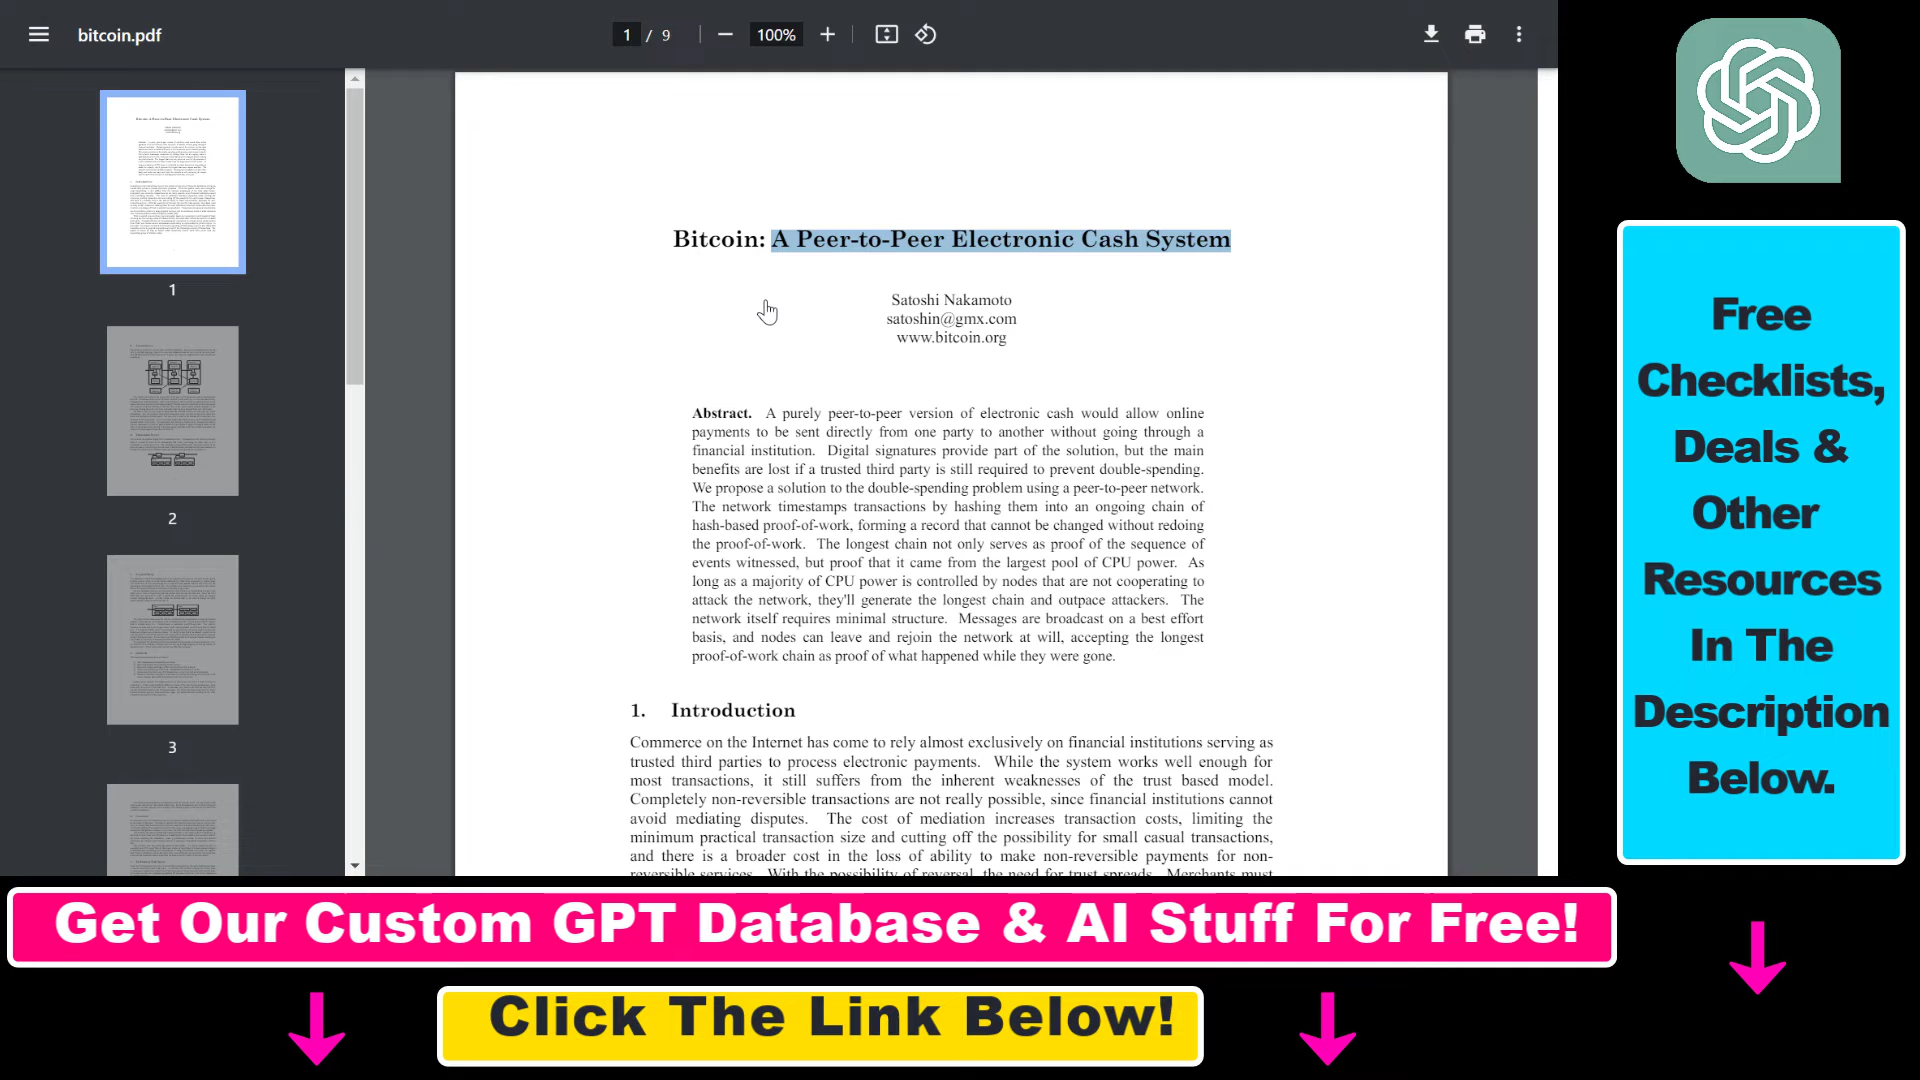 bitcoin.pdf
1 / 9
100%
1
2
3
Bitcoin: A Peer-to-Peer Electronic Cash System
Satoshi Nakamoto
satoshin@gmx.com
www.bitcoin.org
Abstract. A purely peer-to-peer version of electronic cash would allow online
payments to be sent directly from one party to another without going through a
financial institution. Digital signatures provide part of the solution, but the main
benefits are lost if a trusted third party is still required to prevent double-spending.
We propose a solution to the double-spending problem using a peer-to-peer network.
The network timestamps transactions by hashing them into an ongoing chain of
hash-based proof-of-work, forming a record that cannot be changed without redoing
the proof-of-work. The longest chain not only serves as proof of the sequence of
events witnessed, but proof that it came from the largest pool of CPU power. As
long as a majority of CPU power is controlled by nodes that are not cooperating to
attack the network, they'll generate the longest chain and outpace attackers. The
network itself requires minimal structure. Messages are broadcast on a best effort
basis, and nodes can leave and rejoin the network at will, accepting the longest
proof-of-work chain as proof of what happened while they were gone.
1. Introduction
Commerce on the Internet has come to rely almost exclusively on financial institutions serving as
trusted third parties to process electronic payments. While the system works well enough for
most transactions, it still suffers from the inherent weaknesses of the trust based model.
Completely non-reversible transactions are not really possible, since financial institutions cannot
avoid mediating disputes. The cost of mediation increases transaction costs, limiting the
minimum practical transaction size and cutting off the possibility for small casual transactions,
and there is a broader cost in the loss of ability to make non-reversible payments for non-
reversible services. With the possibility of reversal, the need for trust spreads. Merchants must
Free
Checklists,
Deals &
Other
Resources
In The
Description
Below.
Get Our Custom GPT Database & AI Stuff For Free!
Click The Link Below!